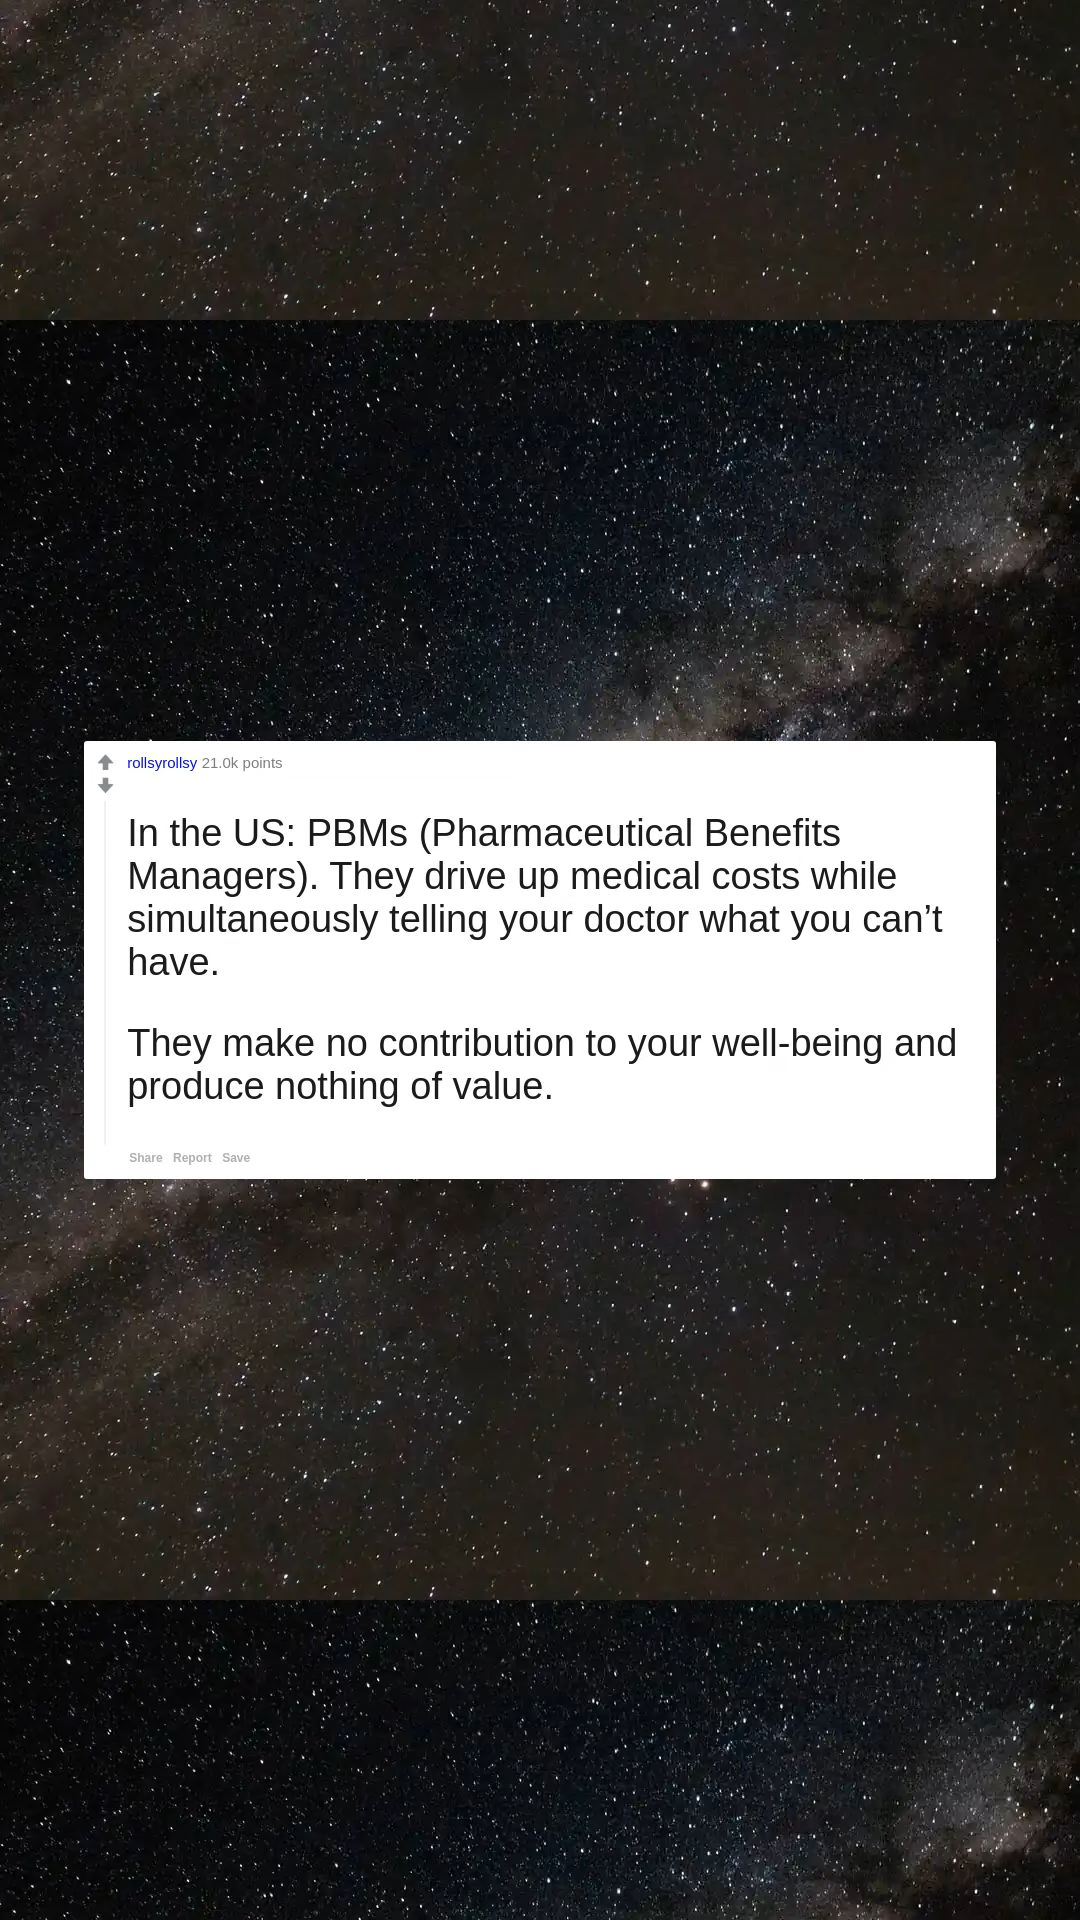 rollsyrollsy 21.0k points
In the US: PBMs (Pharmaceutical Benefits
Managers). They drive up medical costs while
simultaneously telling your doctor what you can’t
have.
They make no contribution to your well-being and
produce nothing of value.
Share Report Save